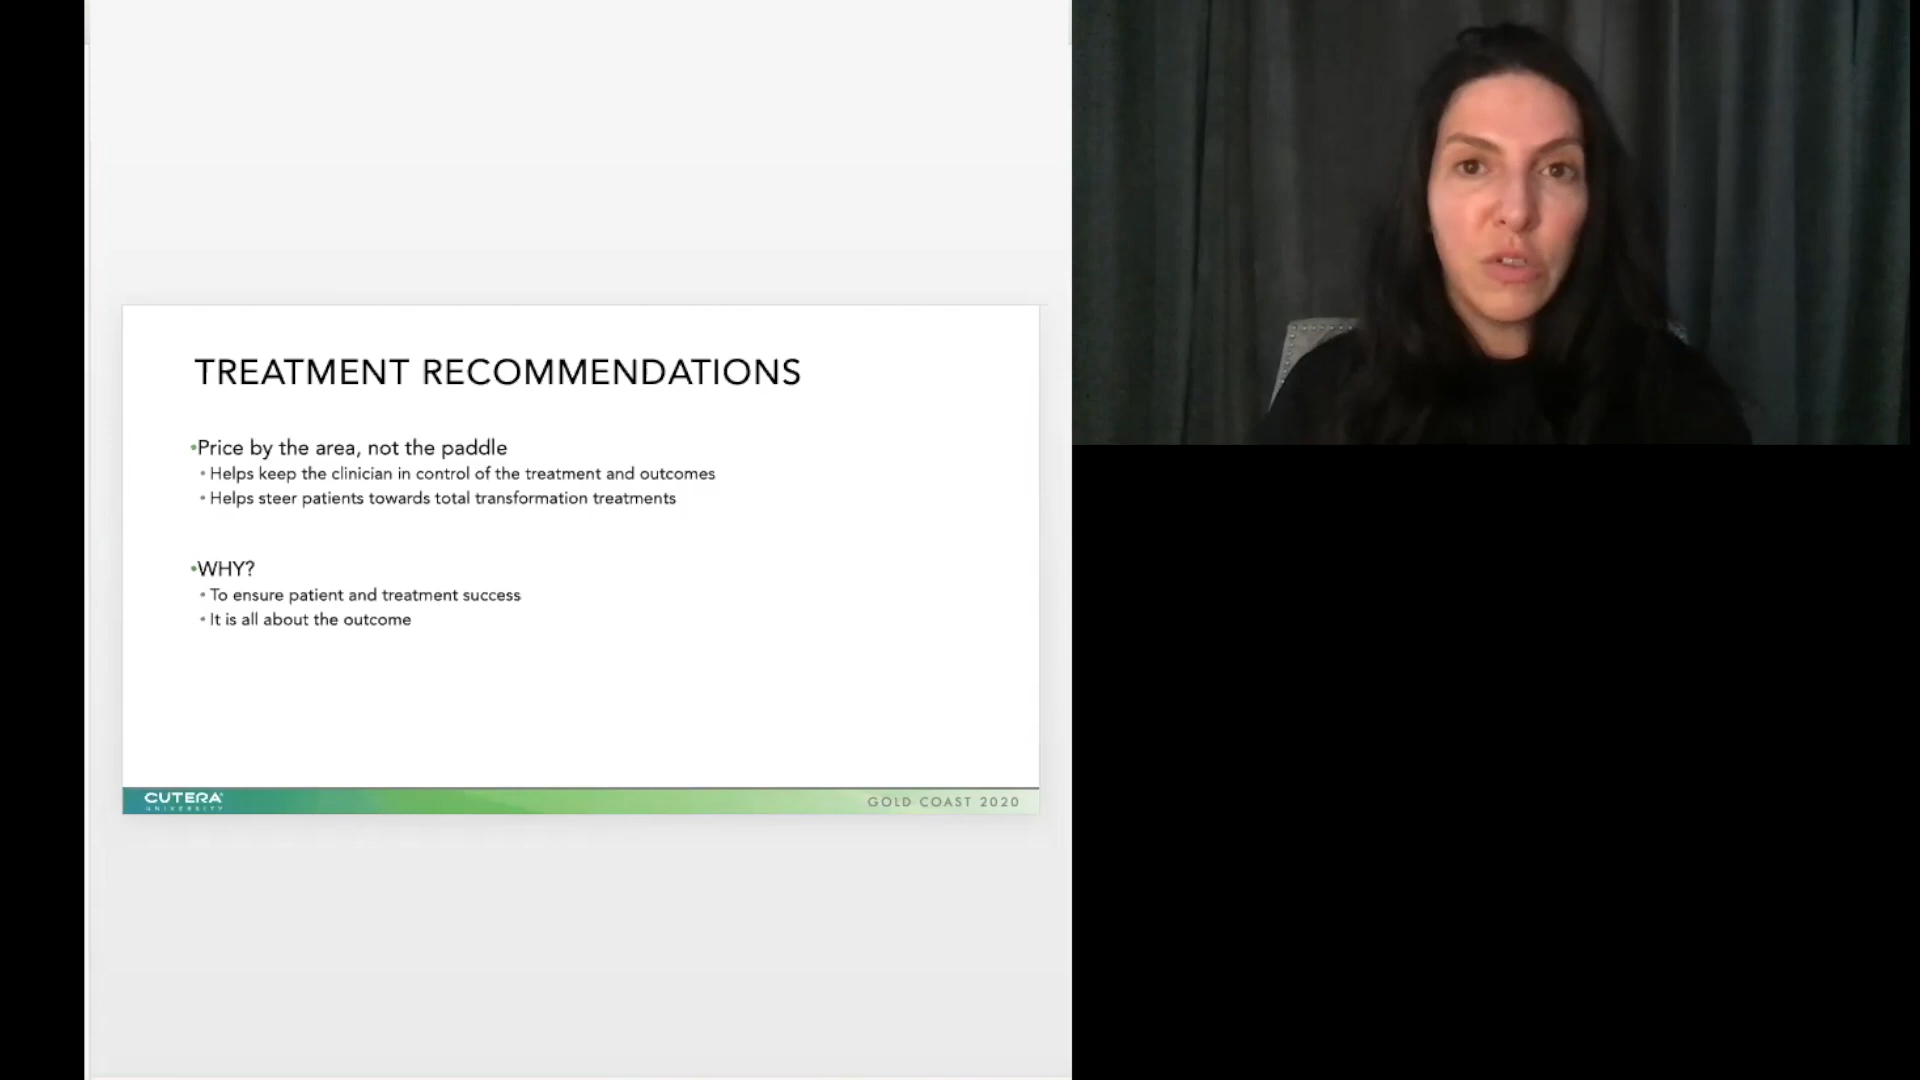 TREATMENT RECOMMENDATIONS
•Price by the area, not the paddle
• Helps keep the clinician in control of the treatment and outcomes
• Helps steer patients towards total transformation treatments
•WHY?
• To ensure patient and treatment success
• It is all about the outcome
CUTERA
UNIVERSITY
GOLD COAST 2020